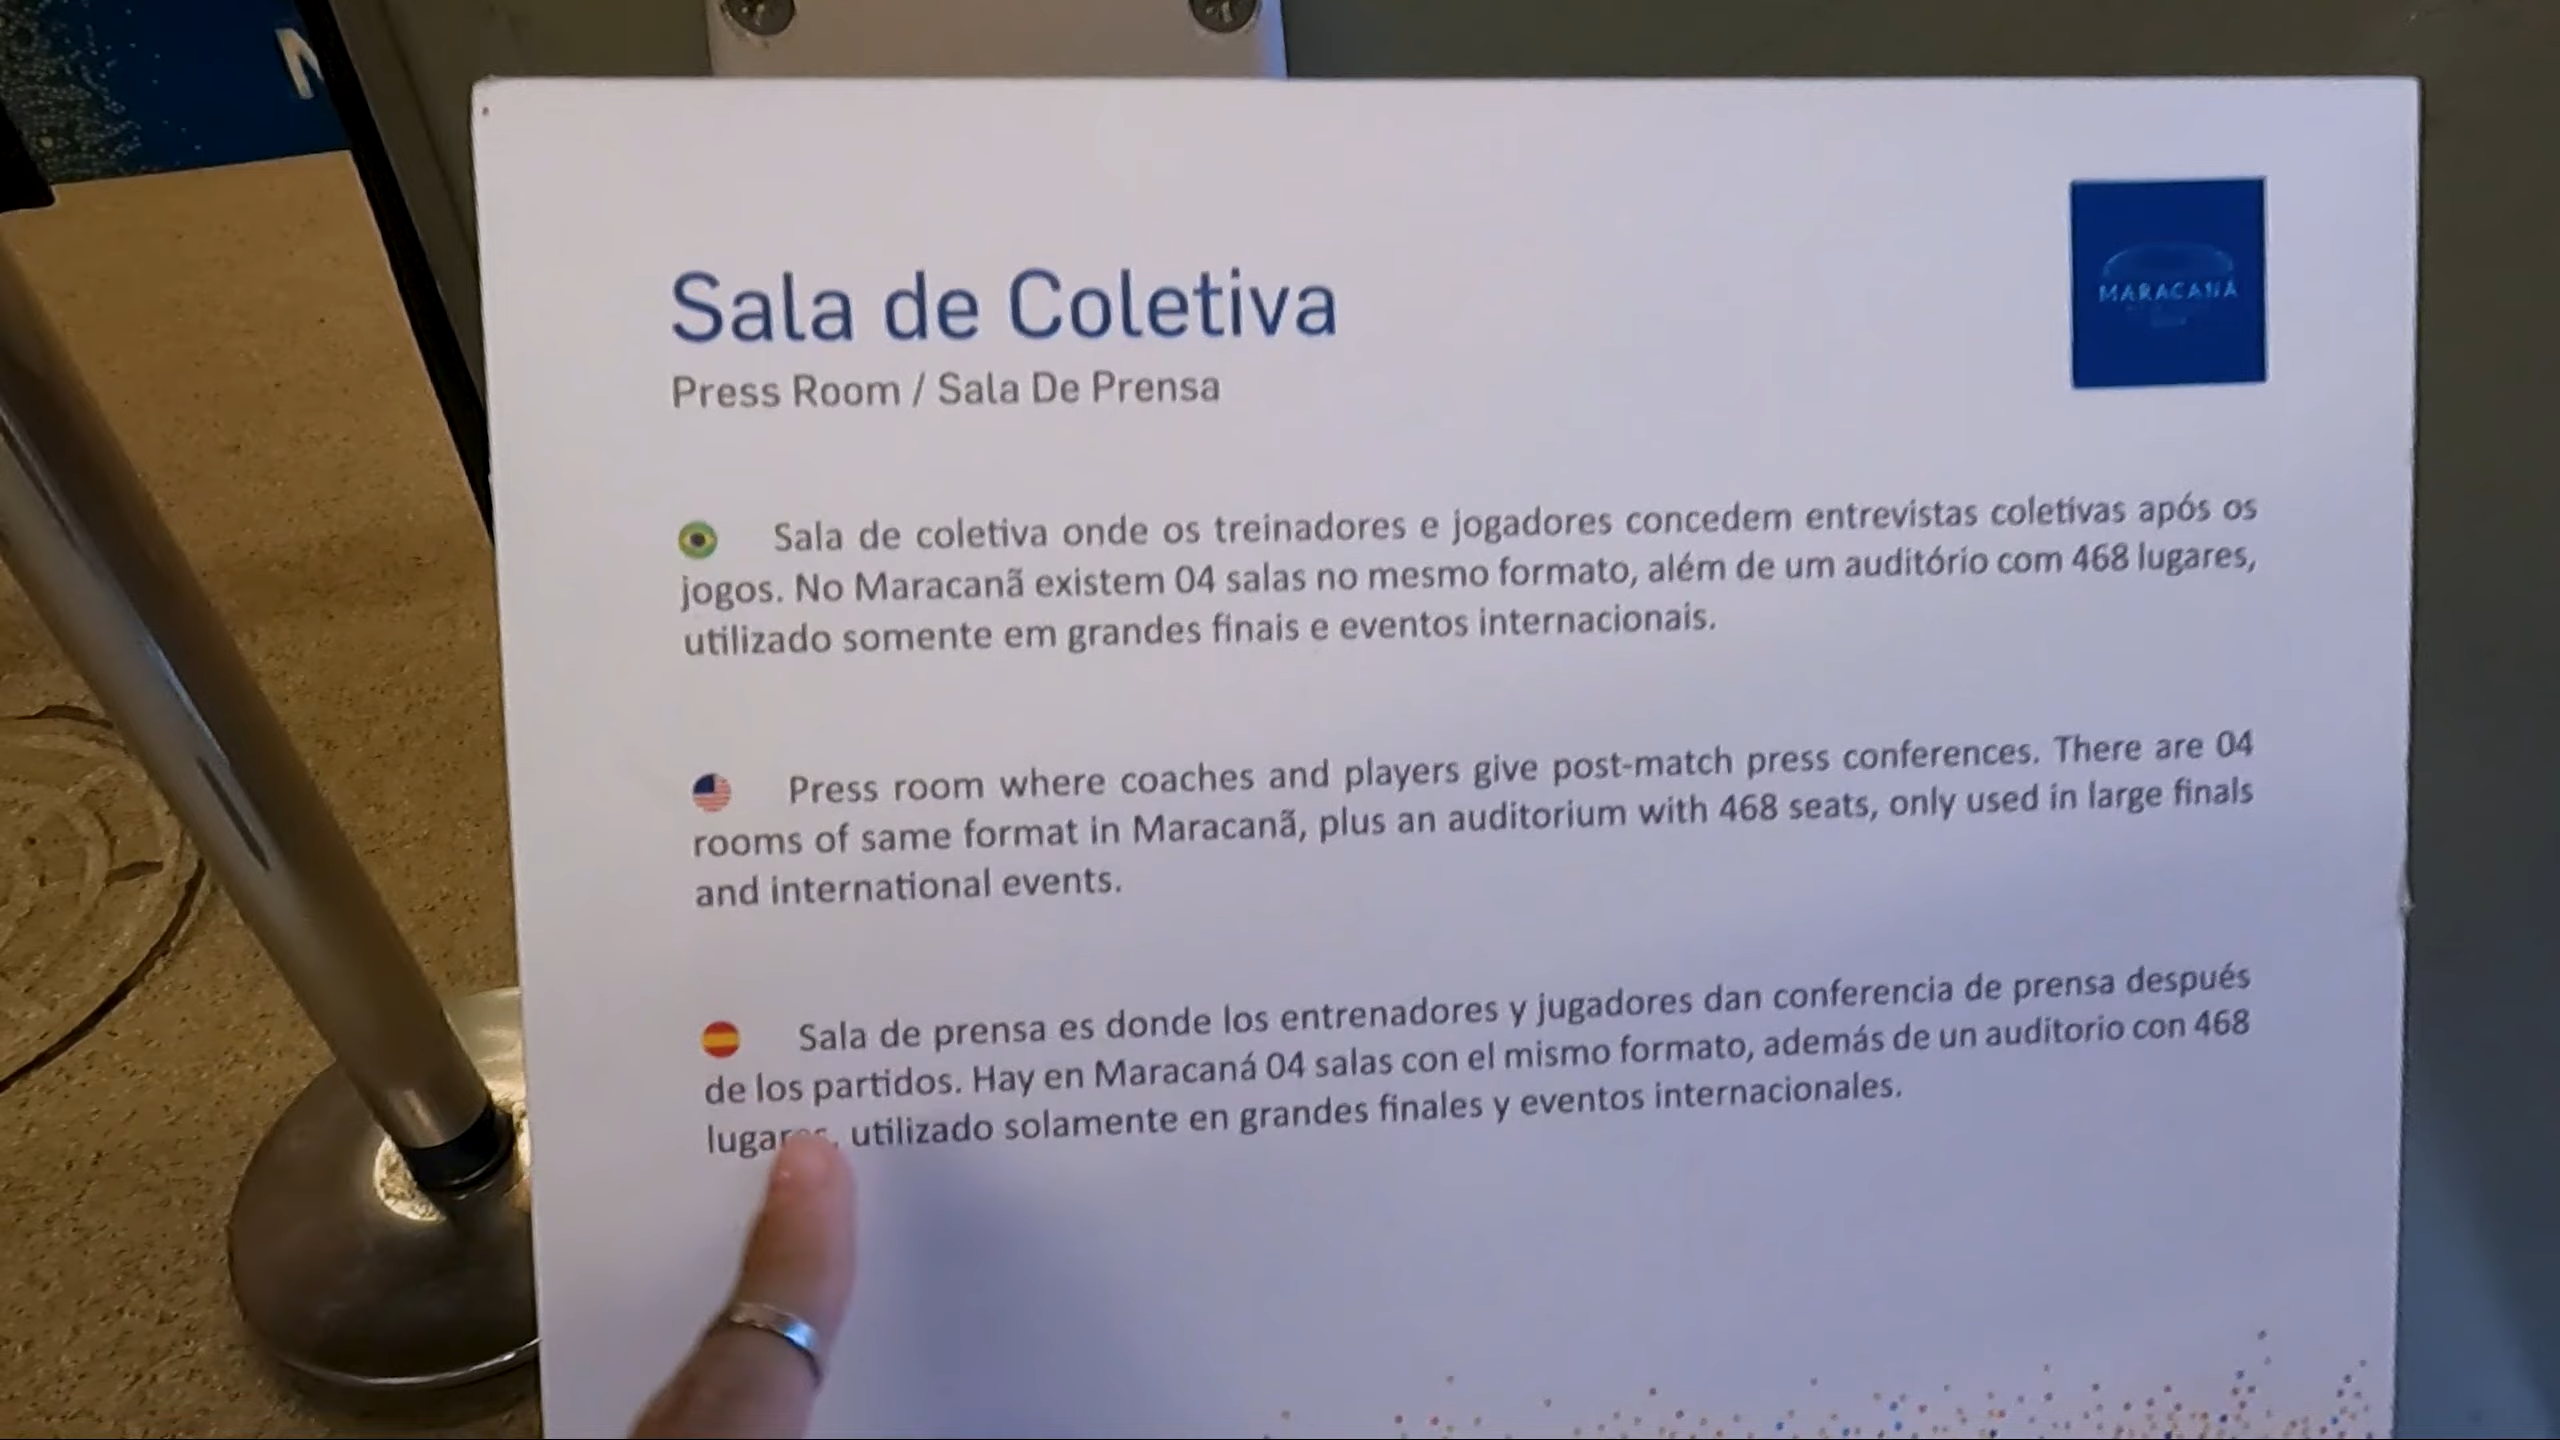 Sala de Coletiva
Press Room / Sala De Prensa
MARACANÃ
Sala de coletiva onde os treinadores e jogadores concedem entrevistas coletivas após os
jogos. No Maracanã existem 04 salas no mesmo formato, além de um auditório com 468 lugares,
utilizado somente em grandes finais e eventos internacionais.
Press room where coaches and players give post-match press conferences. There are 04
rooms of same format in Maracanã, plus an auditorium with 468 seats, only used in large finals
and international events.
Sala de prensa es donde los entrenadores y jugadores dan conferencia de prensa después
de los partidos. Hay en Maracaná 04 salas con el mismo formato, además de un auditorio con 468
lugares, utilizado solamente en grandes finales y eventos internacionales.